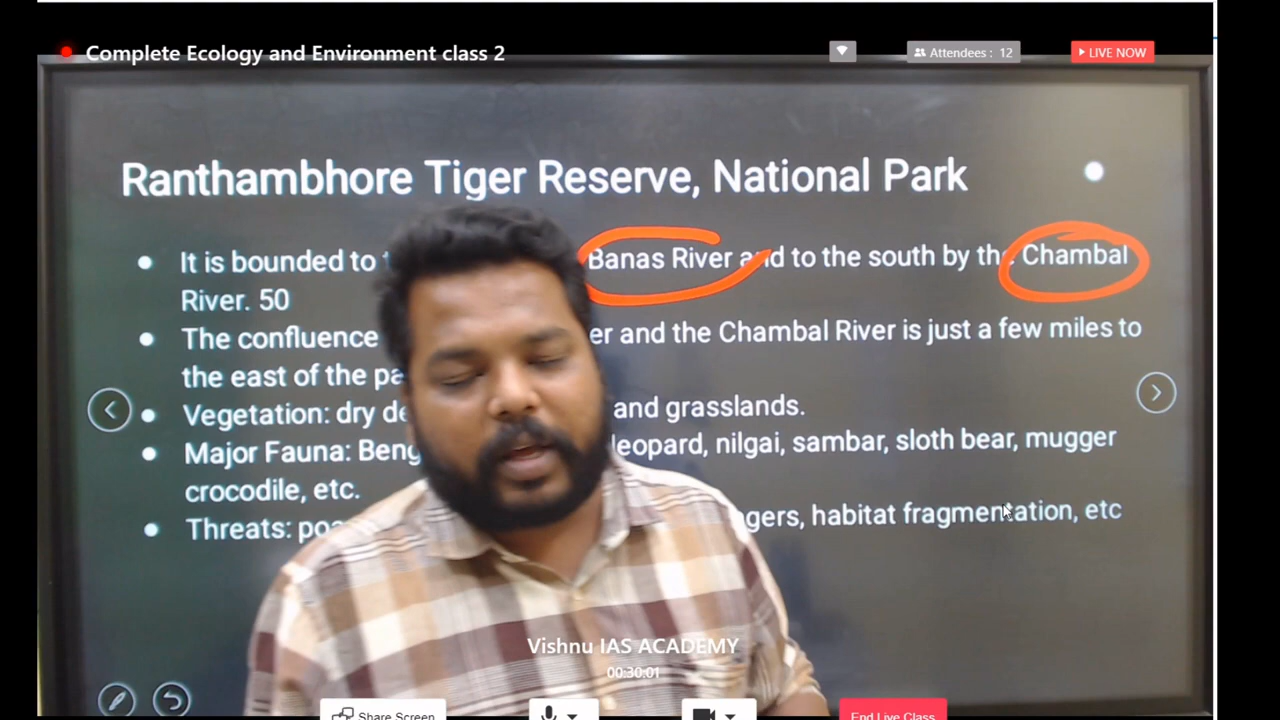 Complete Ecology and Environment class 2
Attendees : 12
LIVE NOW
Ranthambhore Tiger Reserve, National Park
It is bounded to Banas River and to the south by the Chambal
River. 50
The confluence er and the Chambal River is just a few miles to
the east of the pa
Vegetation: dry de and grasslands.
Major Fauna: Beng leopard, nilgai, sambar, sloth bear, mugger
crocodile, etc.
Threats: poa gers, habitat fragmentation, etc
Vishnu IAS ACADEMY
00:30:01
Share Screen
End Live Class